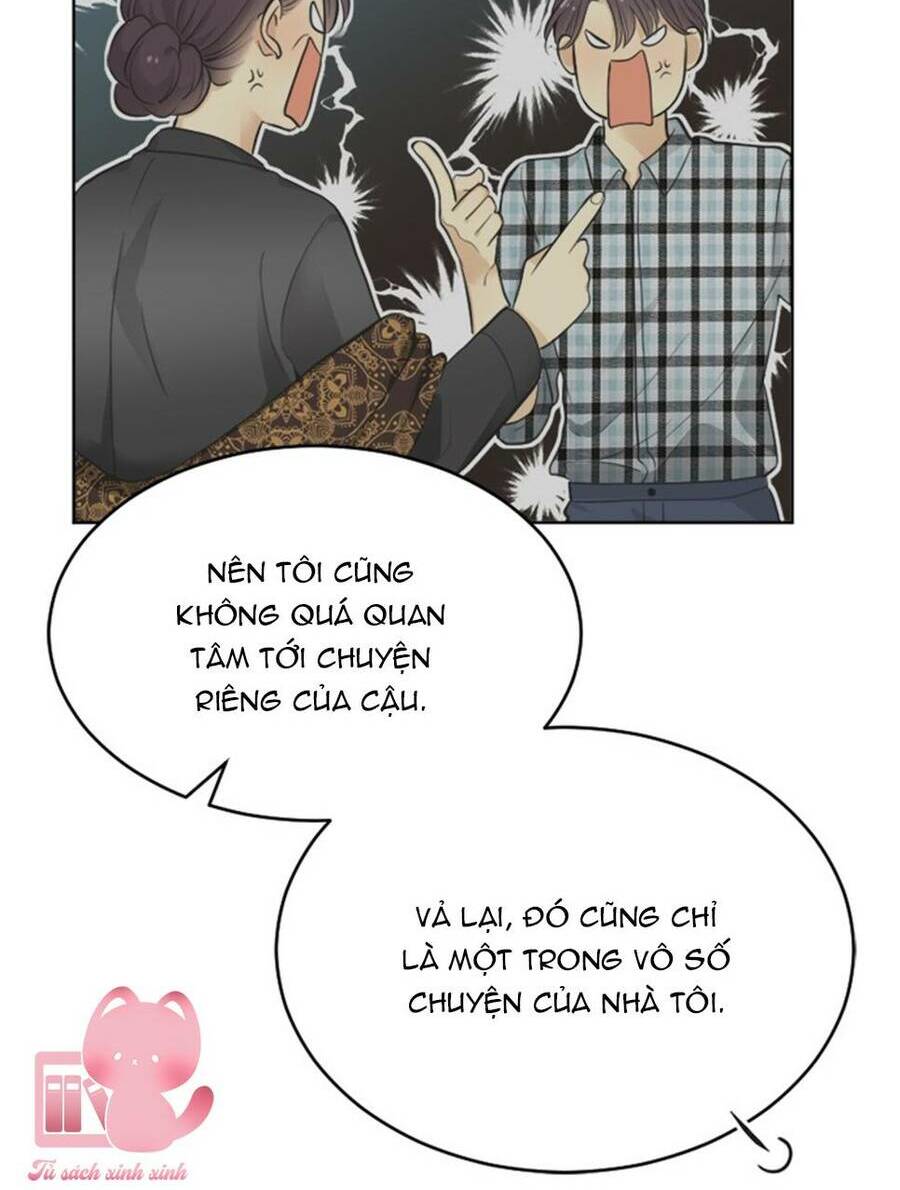 NÊN TÔI CŨNG
KHÔNG QUÁ QUAN
TÂM TỚI CHUYỆN
RIÊNG CỦA CẬU.
VẢ LẠI, ĐÓ CŨNG CHỈ
LÀ MỘT TRONG VÔ SỐ
CHUYỆN CỦA NHÀ TÔI.
Tủ sách xinh xinh